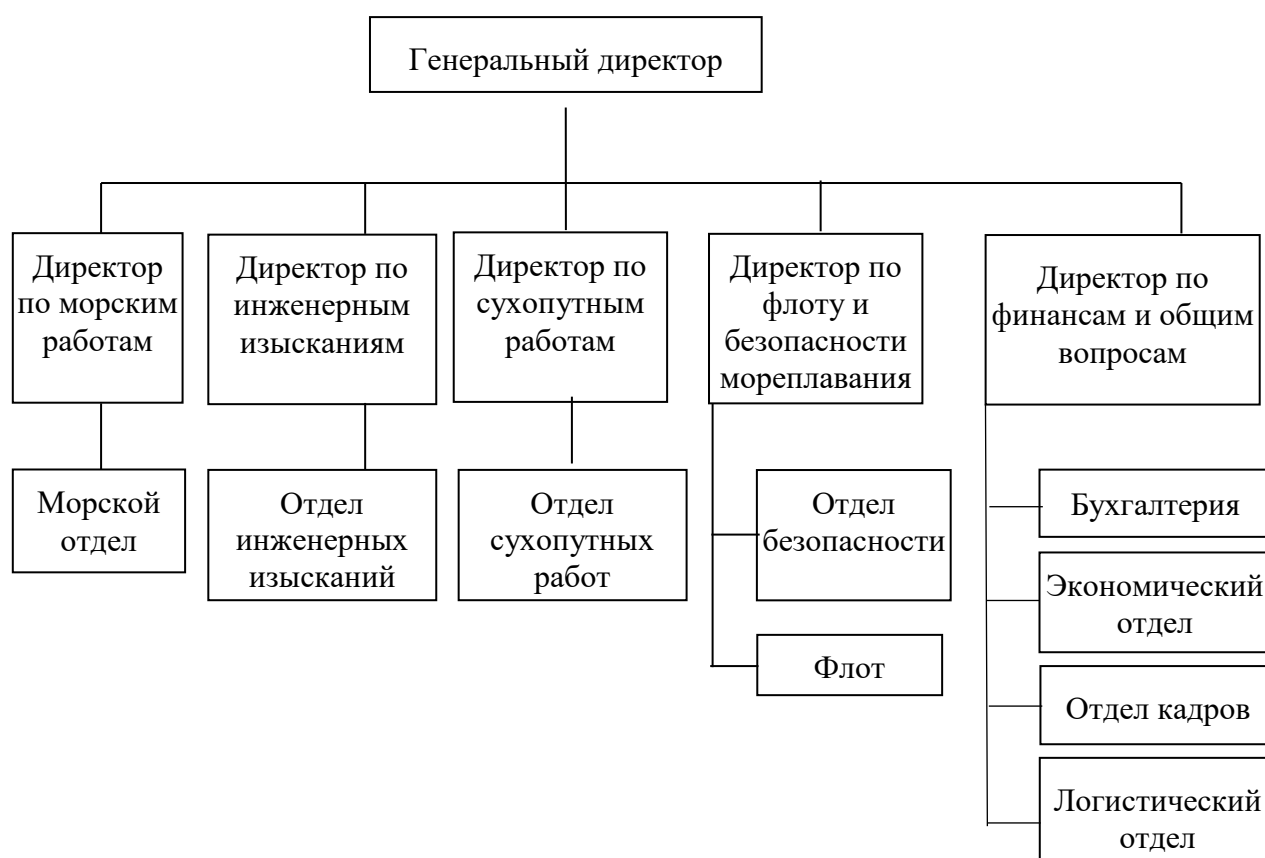 Генеральный директор
Директор
по морским
работам
Директор по
инженерным
изысканиям
Директор по
сухопутным
работам
Директор по
флоту и
безопасности
мореплавания
Директор по
финансам и общим
вопросам
Морской
отдел
Отдел
инженерных
изысканий
Отдел
сухопутных
работ
Отдел
безопасности
Флот
Бухгалтерия
Экономический
отдел
Отдел кадров
Логистический
отдел